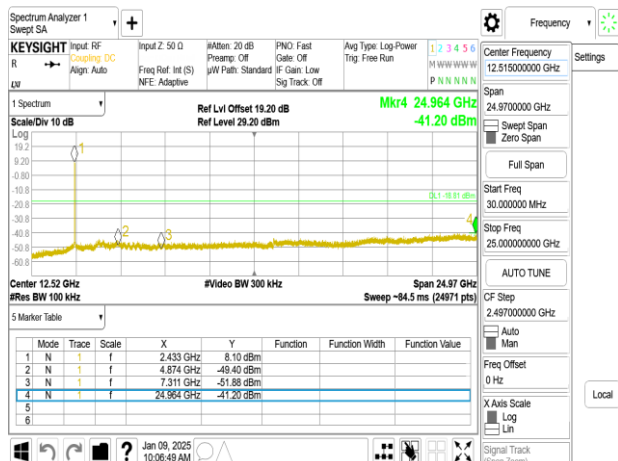 Spectrum Analyzer 1
Swept SA
+
Frequency
Settings
KEYSIGHT
R
Input: RF
Coupling: DC
Align: Auto
Input Z: 50 Ω
Freq Ref: Int (S)
NFE: Adaptive
#Atten: 20 dB
Preamp: Off
µW Path: Standard
PNO: Fast
Gate: Off
IF Gain: Low
Sig Track: Off
Avg Type: Log-Power
Trig: Free Run
1 2 3 4 5 6
M W W W W W
P N N N N N
1 Spectrum
Scale/Div 10 dB
Ref Lvl Offset 19.20 dB
Ref Level 29.20 dBm
Mkr4 24.964 GHz
-41.20 dBm
Log
19.2
9.20
-0.80
-10.8
-20.8
-30.8
-40.8
-50.8
-60.8
1
2
3
4
Center 12.52 GHz
#Res BW 100 kHz
#Video BW 300 kHz
Span 24.97 GHz
Sweep ~84.5 ms (24971 pts)
5 Marker Table
Mode Trace Scale X Y Function Function Width Function Value
1 N 1 f 2.433 GHz 8.10 dBm
2 N 1 f 4.874 GHz -49.40 dBm
3 N 1 f 7.311 GHz -51.88 dBm
4 N 1 f 24.964 GHz -41.20 dBm
5
6
?
Jan 09, 2025
10:06:49 AM
Center Frequency
12.515000000 GHz
Span
24.9700000 GHz
Swept Span
Zero Span
Full Span
Start Freq
30.000000 MHz
Stop Freq
25.000000000 GHz
AUTO TUNE
CF Step
2.497000000 GHz
Auto
Man
Freq Offset
0 Hz
X Axis Scale
Log
Lin
Signal Track
(Span Zoom)
Local